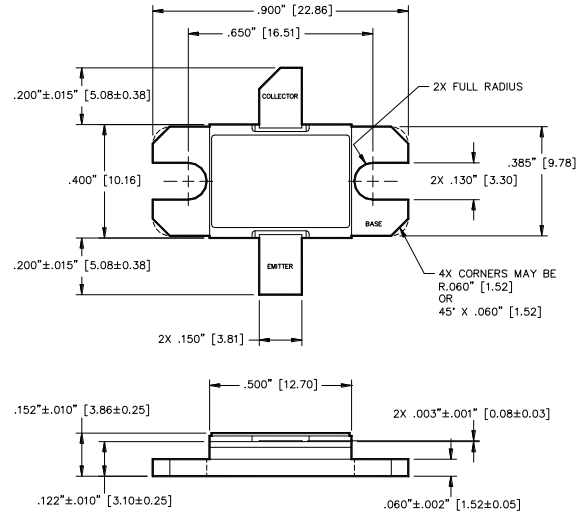 .900” [22.86]
.650” [16.51]
.200”±.015” [5.08±0.38]
COLLECTOR
2X FULL RADIUS
.400” [10.16]
2X .130” [3.30]
.385” [9.78]
BASE
.200”±.015” [5.08±0.38]
EMITTER
4X CORNERS MAY BE
R.060” [1.52]
OR
45° X .060” [1.52]
2X .150” [3.81]
.500” [12.70]
.152”±.010” [3.86±0.25]
2X .003”±.001” [0.08±0.03]
.122”±.010” [3.10±0.25]
.060”±.002” [1.52±0.05]